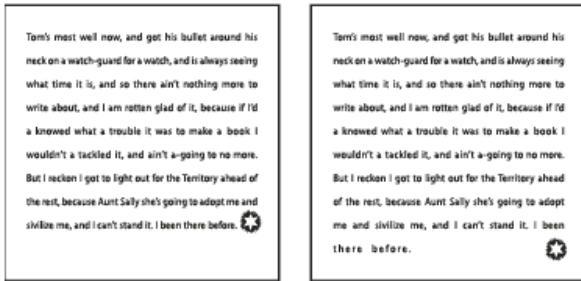 Tom's most well now, and got his bullet around his
neck on a watch-guard for a watch, and is always seeing
what time it is, and so there ain't nothing more to
write about, and I am rotten glad of it, because if I'd
a knowed what a trouble it was to make a book I
wouldn't a tackled it, and ain't a-going to no more.
But I reckon I got to light out for the Territory ahead of
the rest, because Aunt Sally she's going to adopt me and
sivilize me, and I can't stand it. I been there before.
Tom's most well now, and got his bullet around his
neck on a watch-guard for a watch, and is always seeing
what time it is, and so there ain't nothing more to
write about, and I am rotten glad of it, because if I'd
a knowed what a trouble it was to make a book I
wouldn't a tackled it, and ain't a-going to no more.
But I reckon I got to light out for the Territory ahead
of the rest, because Aunt Sally she's going to adopt
me and sivilize me, and I can't stand it. I been
there before.